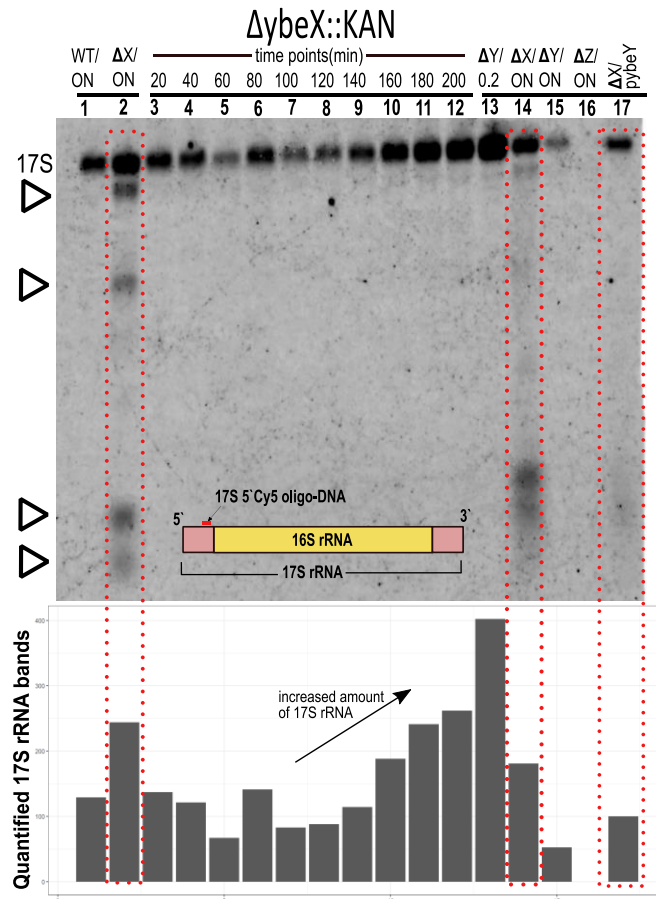 ΔybeX::KAN
time points(min)
WT/ ΔX/ ΔY/ ΔX/ ΔY/ ΔZ/ ΔX/
ON ON 20 40 60 80 100 120 140 160 180 200 0.2 ON ON ON pybeY
1 2 3 4 5 6 7 8 9 10 11 12 13 14 15 16 17
17S
17S 5`Cy5 oligo-DNA
5` 3`
16S rRNA
17S rRNA
Quantified 17S rRNA bands
400
300
200
100
0
increased amount
of 17S rRNA